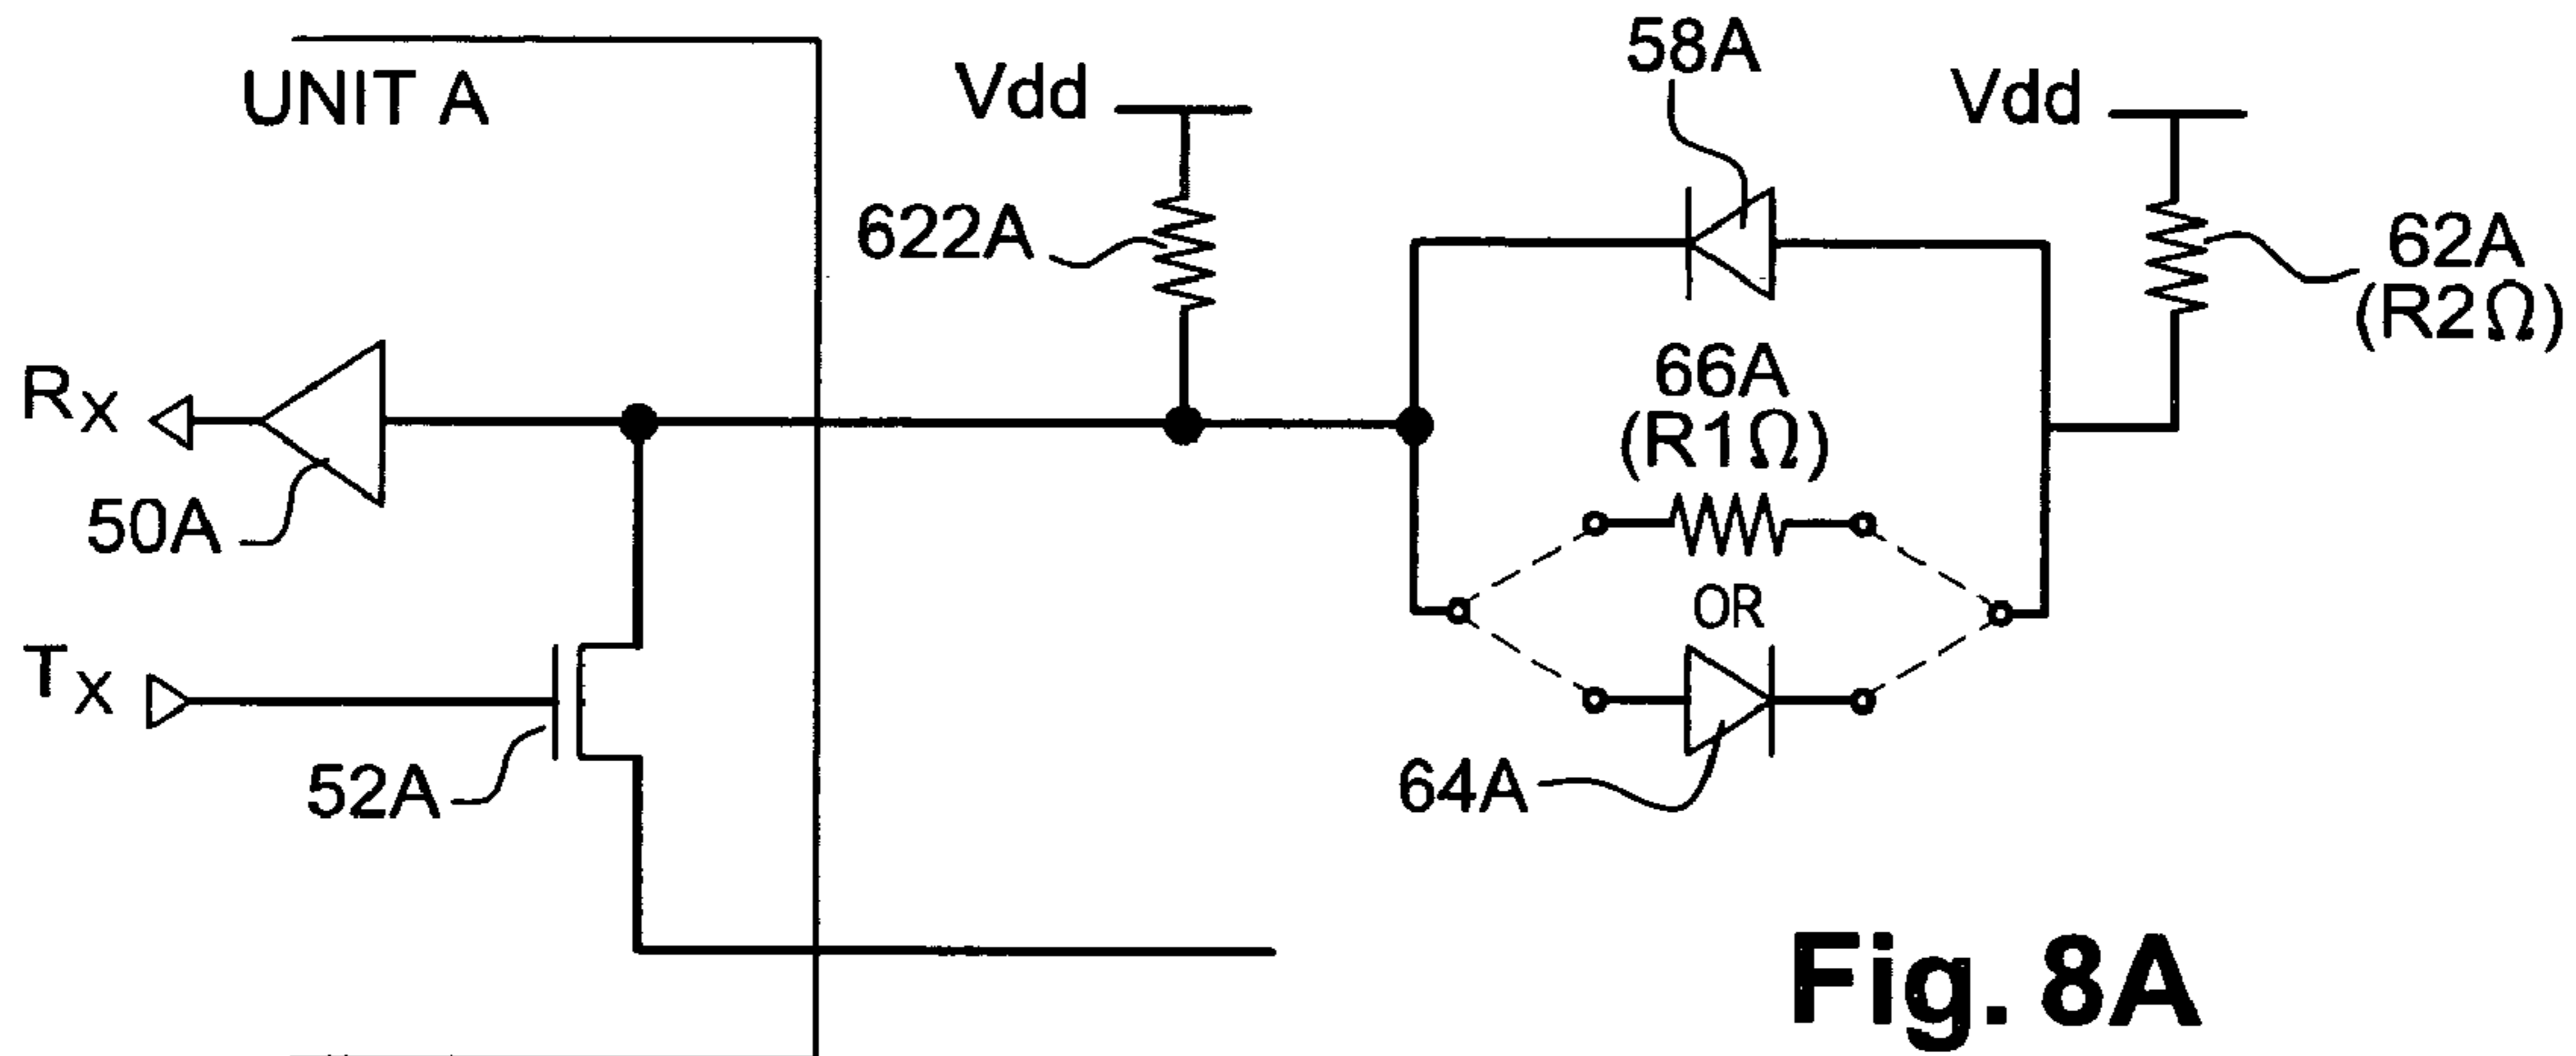 UNIT A
Vdd
58A
Vdd
622A
62A
(R2Ω)
66A
(R1Ω)
RX
50A
OR
TX
52A
64A
Fig. 8A